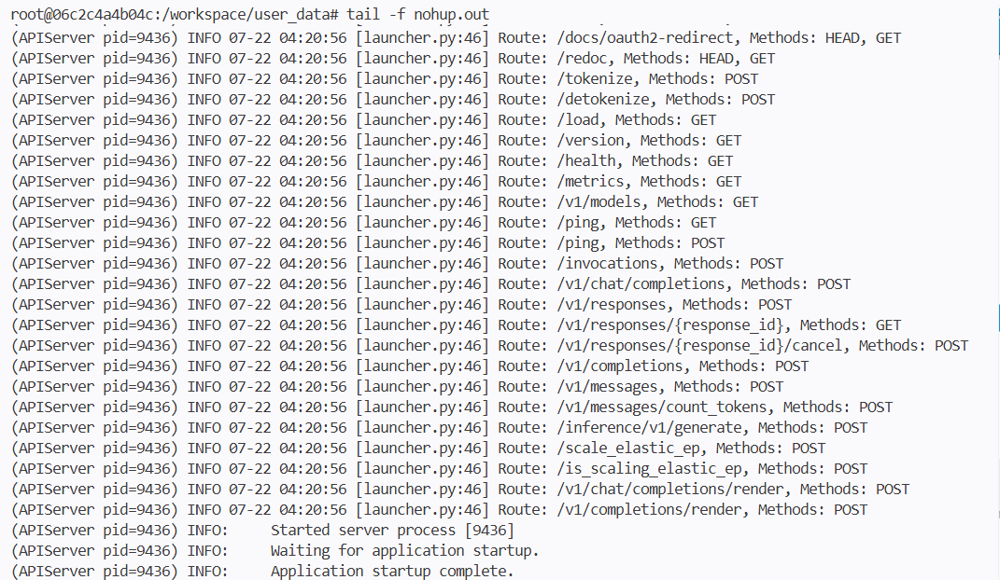 root@06c2c4a4b04c:/workspace/user_data# tail -f nohup.out
(APIServer pid=9436) INFO 07-22 04:20:56 [launcher.py:46] Route: /docs/oauth2-redirect, Methods: HEAD, GET
(APIServer pid=9436) INFO 07-22 04:20:56 [launcher.py:46] Route: /redoc, Methods: HEAD, GET
(APIServer pid=9436) INFO 07-22 04:20:56 [launcher.py:46] Route: /tokenize, Methods: POST
(APIServer pid=9436) INFO 07-22 04:20:56 [launcher.py:46] Route: /detokenize, Methods: POST
(APIServer pid=9436) INFO 07-22 04:20:56 [launcher.py:46] Route: /load, Methods: GET
(APIServer pid=9436) INFO 07-22 04:20:56 [launcher.py:46] Route: /version, Methods: GET
(APIServer pid=9436) INFO 07-22 04:20:56 [launcher.py:46] Route: /health, Methods: GET
(APIServer pid=9436) INFO 07-22 04:20:56 [launcher.py:46] Route: /metrics, Methods: GET
(APIServer pid=9436) INFO 07-22 04:20:56 [launcher.py:46] Route: /v1/models, Methods: GET
(APIServer pid=9436) INFO 07-22 04:20:56 [launcher.py:46] Route: /ping, Methods: GET
(APIServer pid=9436) INFO 07-22 04:20:56 [launcher.py:46] Route: /ping, Methods: POST
(APIServer pid=9436) INFO 07-22 04:20:56 [launcher.py:46] Route: /invocations, Methods: POST
(APIServer pid=9436) INFO 07-22 04:20:56 [launcher.py:46] Route: /v1/chat/completions, Methods: POST
(APIServer pid=9436) INFO 07-22 04:20:56 [launcher.py:46] Route: /v1/responses, Methods: POST
(APIServer pid=9436) INFO 07-22 04:20:56 [launcher.py:46] Route: /v1/responses/{response_id}, Methods: GET
(APIServer pid=9436) INFO 07-22 04:20:56 [launcher.py:46] Route: /v1/responses/{response_id}/cancel, Methods: POST
(APIServer pid=9436) INFO 07-22 04:20:56 [launcher.py:46] Route: /v1/completions, Methods: POST
(APIServer pid=9436) INFO 07-22 04:20:56 [launcher.py:46] Route: /v1/messages, Methods: POST
(APIServer pid=9436) INFO 07-22 04:20:56 [launcher.py:46] Route: /v1/messages/count_tokens, Methods: POST
(APIServer pid=9436) INFO 07-22 04:20:56 [launcher.py:46] Route: /inference/v1/generate, Methods: POST
(APIServer pid=9436) INFO 07-22 04:20:56 [launcher.py:46] Route: /scale_elastic_ep, Methods: POST
(APIServer pid=9436) INFO 07-22 04:20:56 [launcher.py:46] Route: /is_scaling_elastic_ep, Methods: POST
(APIServer pid=9436) INFO 07-22 04:20:56 [launcher.py:46] Route: /v1/chat/completions/render, Methods: POST
(APIServer pid=9436) INFO 07-22 04:20:56 [launcher.py:46] Route: /v1/completions/render, Methods: POST
(APIServer pid=9436) INFO:     Started server process [9436]
(APIServer pid=9436) INFO:     Waiting for application startup.
(APIServer pid=9436) INFO:     Application startup complete.